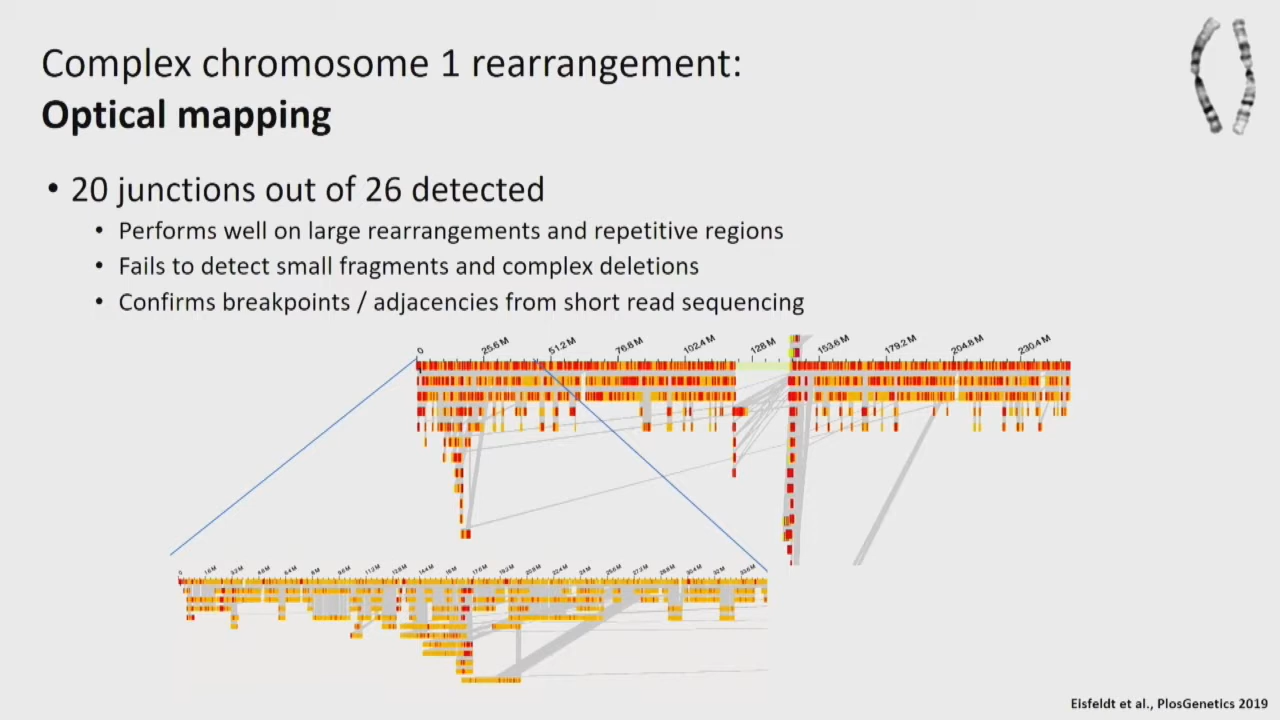 Complex chromosome 1 rearrangement:
Optical mapping
• 20 junctions out of 26 detected
• Performs well on large rearrangements and repetitive regions
• Fails to detect small fragments and complex deletions
• Confirms breakpoints / adjacencies from short read sequencing
0 25.6 M 51.2 M 76.8 M 102.4 M 128 M 153.6 M 179.2 M 204.8 M 230.4 M
Eisfeldt et al., PlosGenetics 2019